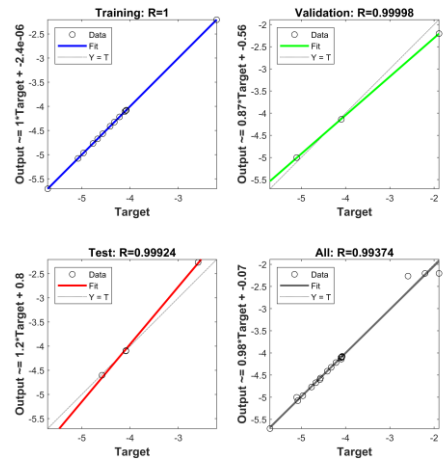 Training: R=1
Output ~= 1*Target + -2.4e-06
Data
Fit
Y = T
-2.5
-3
-3.5
-4
-4.5
-5
-5.5
-5
-4
-3
Target
Validation: R=0.99998
Output ~= 0.87*Target + -0.56
Data
Fit
Y = T
-2
-2.5
-3
-3.5
-4
-4.5
-5
-5.5
-5
-4
-3
-2
Target
Test: R=0.99924
Output ~= 1.2*Target + 0.8
Data
Fit
Y = T
-2.5
-3
-3.5
-4
-4.5
-5
-5.5
-5
-4
-3
Target
All: R=0.99374
Output ~= 0.98*Target + -0.07
Data
Fit
Y = T
-2
-2.5
-3
-3.5
-4
-4.5
-5
-5.5
-5
-4
-3
-2
Target